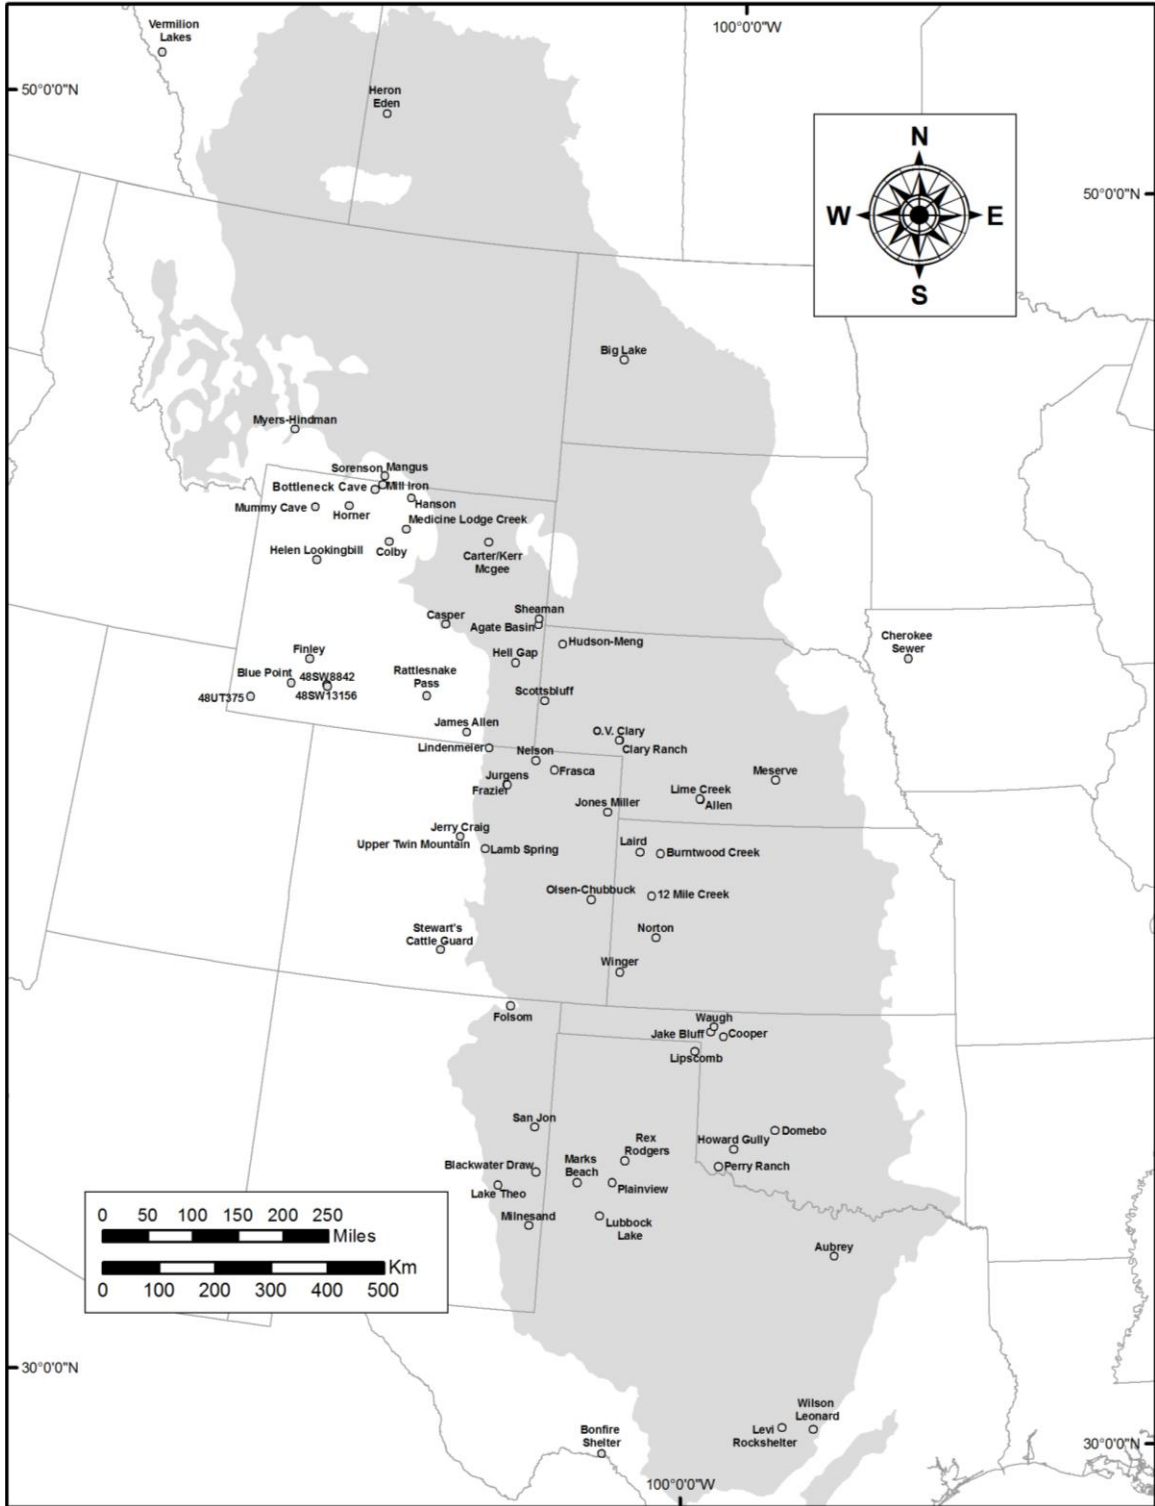 Vermilion
Lakes
100°0'0"W
50°0'0"N
Heron
Eden
N
50°0'0"N
W
E
S
Big Lake
Myers-Hindman
Sorenson
Mangus
Bottleneck Cave
Mill Iron
Mummy Cave
Horner
Hanson
Medicine Lodge Creek
Helen Lookingbill
Colby
Carter/Kerr
Mcgee
Casper
Sheaman
Agate Basin
Hudson-Meng
Cherokee
Sewer
Finley
Hell Gap
Blue Point
48SW8842
Rattlesnake
Pass
48UT375
48SW13156
Scottsbluff
James Allen
O.V. Clary
Lindenmeier
Nelson
Clary Ranch
Frasca
Meserve
Jurgens
Frazier
Lime Creek
Allen
Jones Miller
Jerry Craig
Upper Twin Mountain
Lamb Spring
Laird
Burntwood Creek
Olsen-Chubbuck
12 Mile Creek
Stewart's
Cattle Guard
Norton
Winger
Folsom
Waugh
Jake Bluff
Cooper
Lipscomb
San Jon
Domebo
Rex
Rodgers
Howard Gully
Blackwater Draw
Marks
Beach
Perry Ranch
Lake Theo
Plainview
Milnesand
Lubbock
Lake
0 50 100 150 200 250
Miles
Km
0 100 200 300 400 500
Aubrey
30°0'0"N
Wilson
Leonard
Bonfire
Shelter
Levi
Rockshelter
30°0'0"N
100°0'0"W